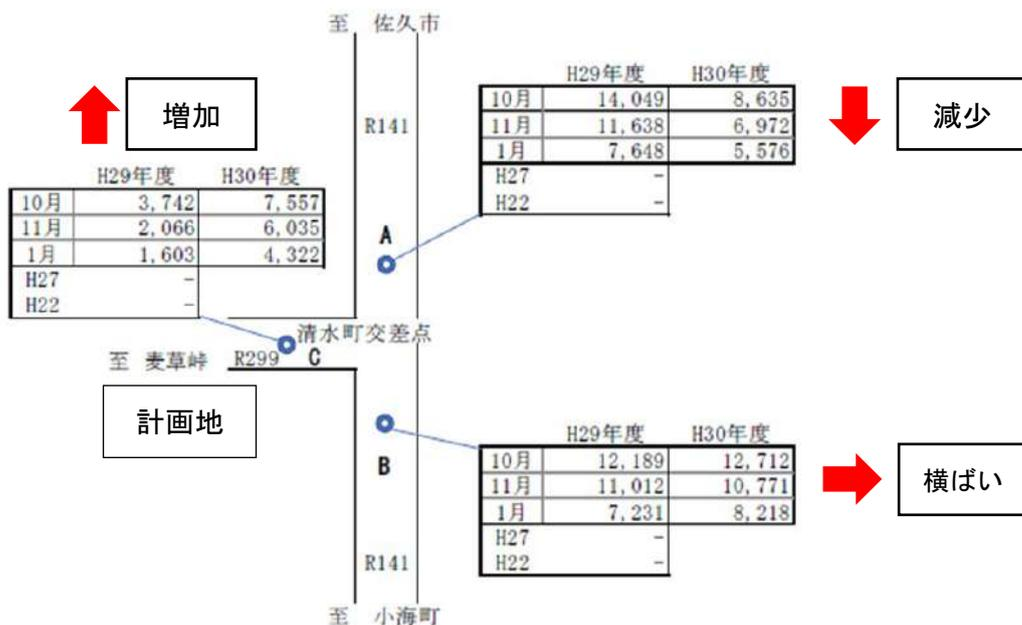 至 佐久市
R141
増加
H29年度 H30年度
10月 3,742 7,557
11月 2,066 6,035
1月 1,603 4,322
H27 -
H22 -
H29年度 H30年度
10月 14,049 8,635
11月 11,638 6,972
1月 7,648 5,576
H27 -
H22 -
減少
A
清水町交差点
至 麦草峠 R299 C
計画地
B
H29年度 H30年度
10月 12,189 12,712
11月 11,012 10,771
1月 7,231 8,218
H27 -
H22 -
横ばい
R141
至 小海町